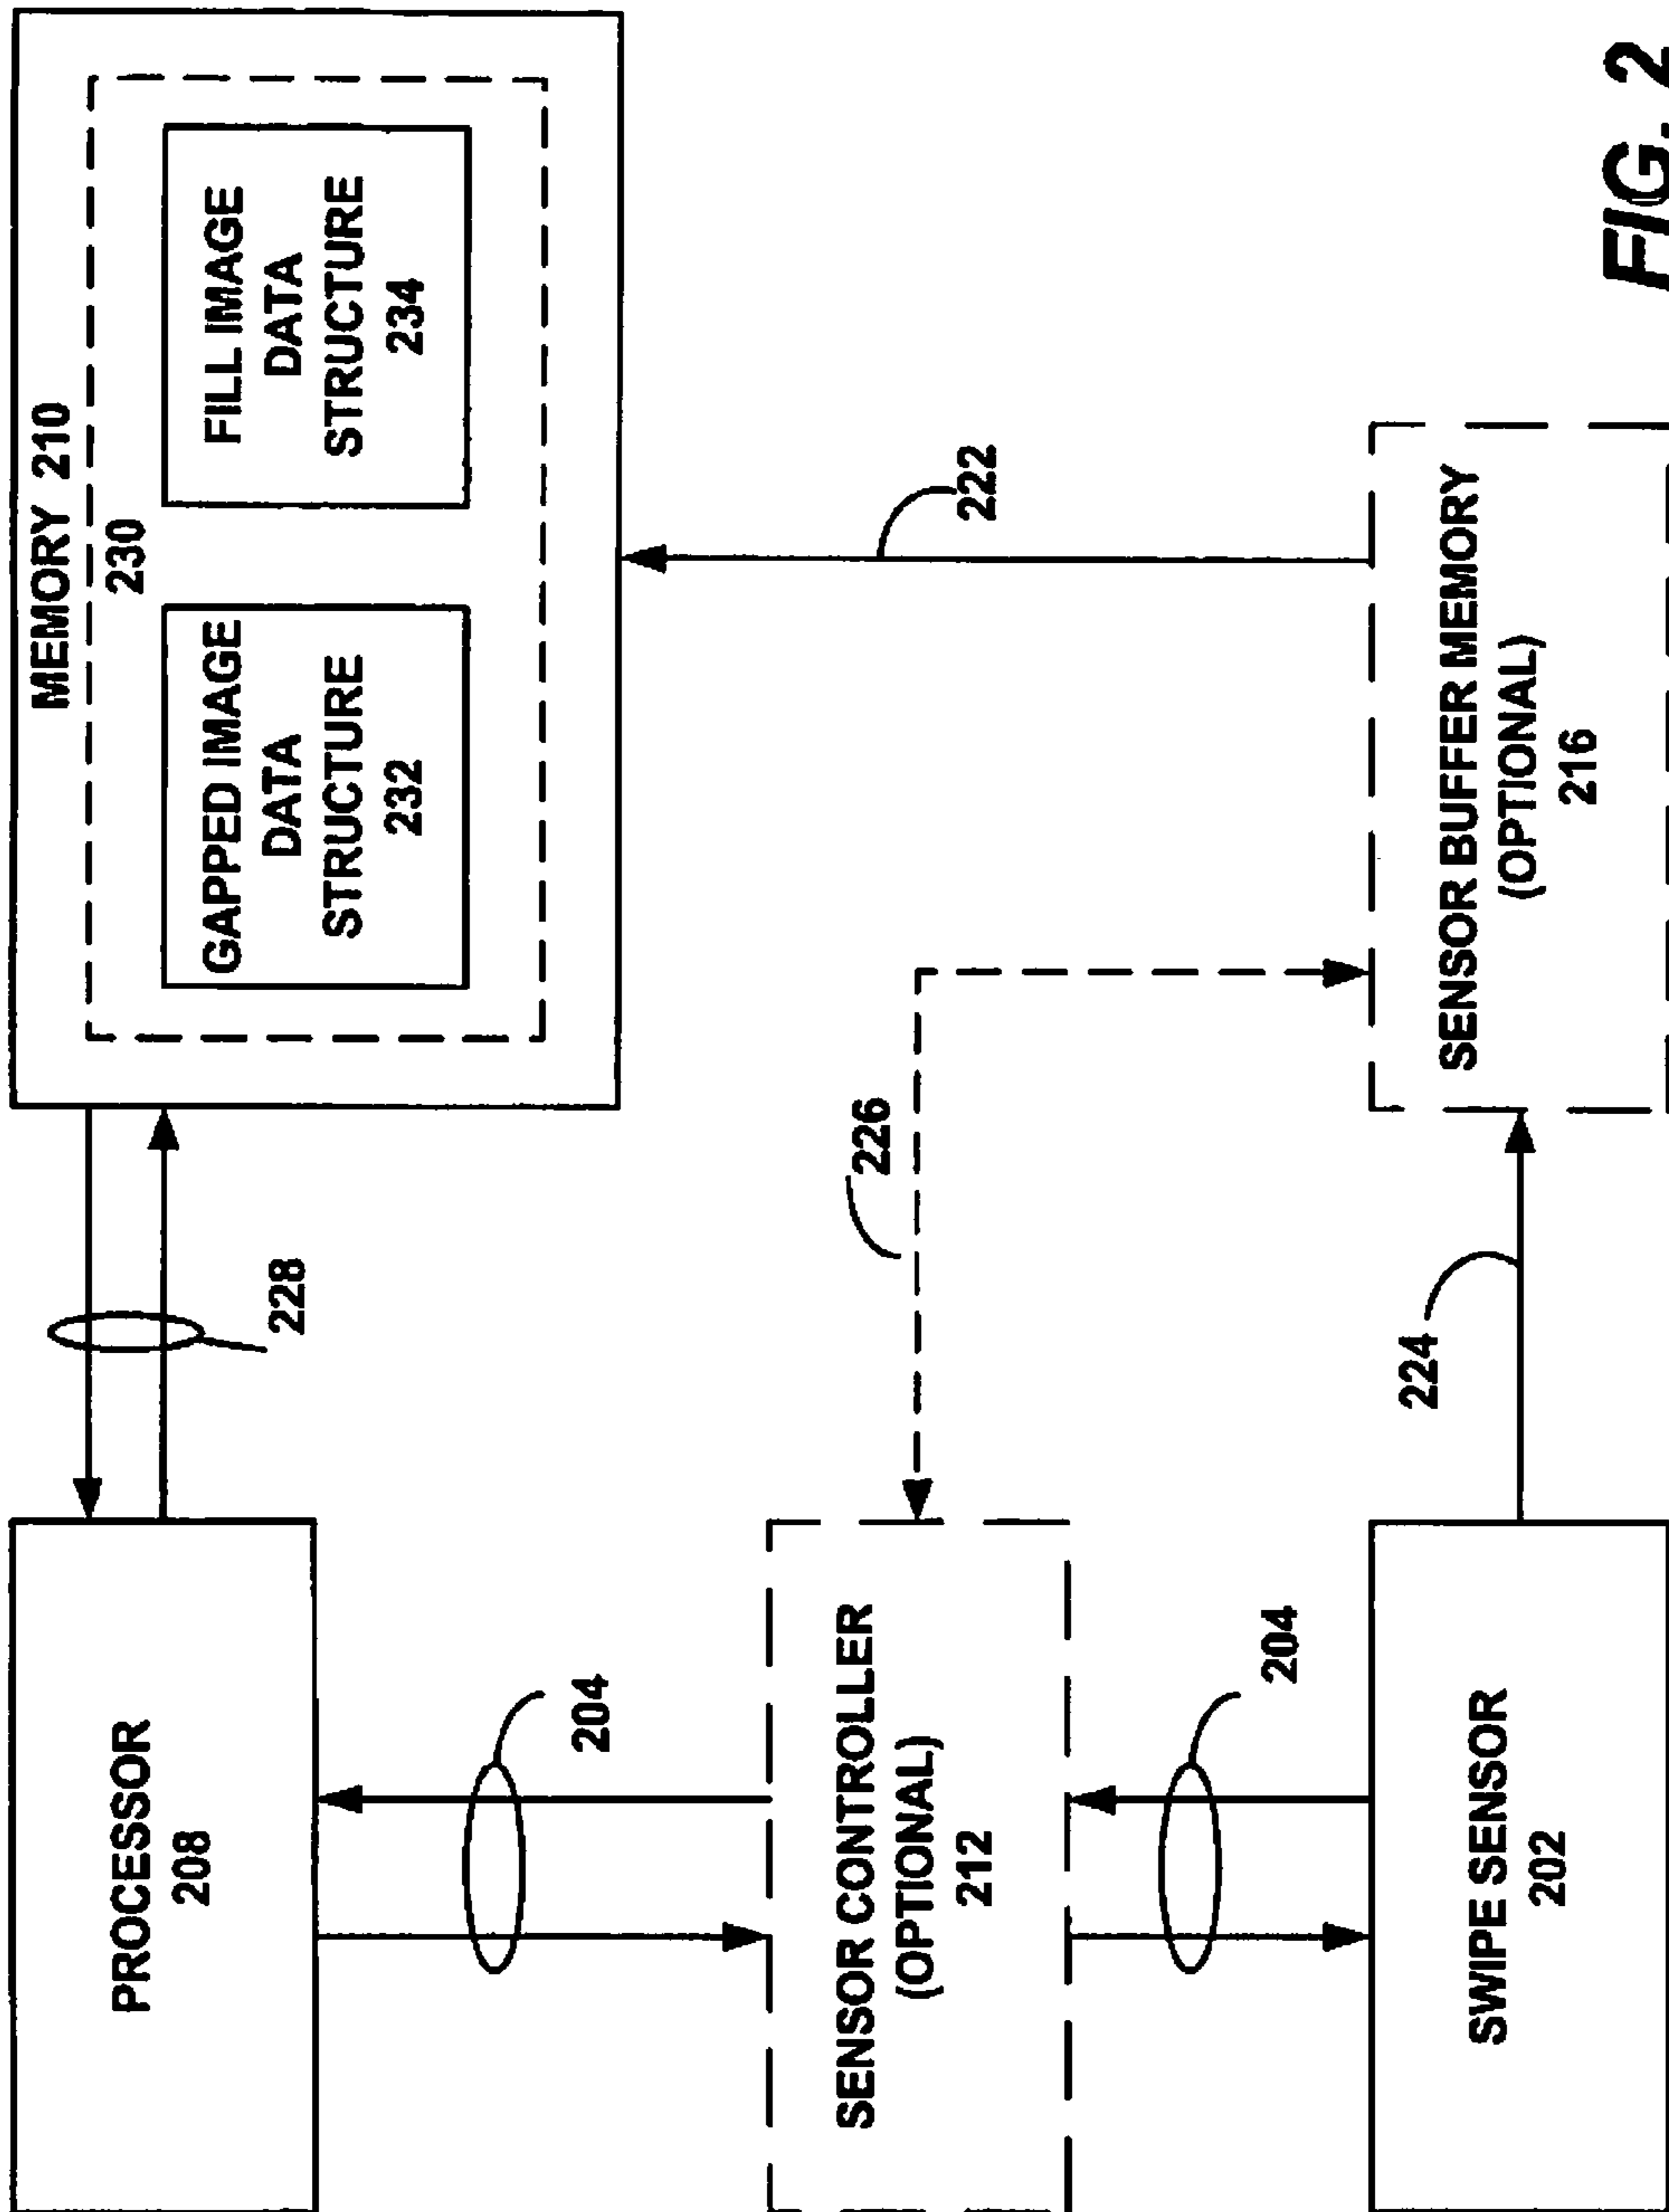 PROCESSOR
208
228
MEMORY 210
230
GAPPED IMAGE
DATA
STRUCTURE
232
FILL IMAGE
DATA
STRUCTURE
234
204
SENSOR CONTROLLER
(OPTIONAL)
212
226
222
204
SWIPE SENSOR
202
224
SENSOR BUFFER MEMORY
(OPTIONAL)
216
FIG. 2